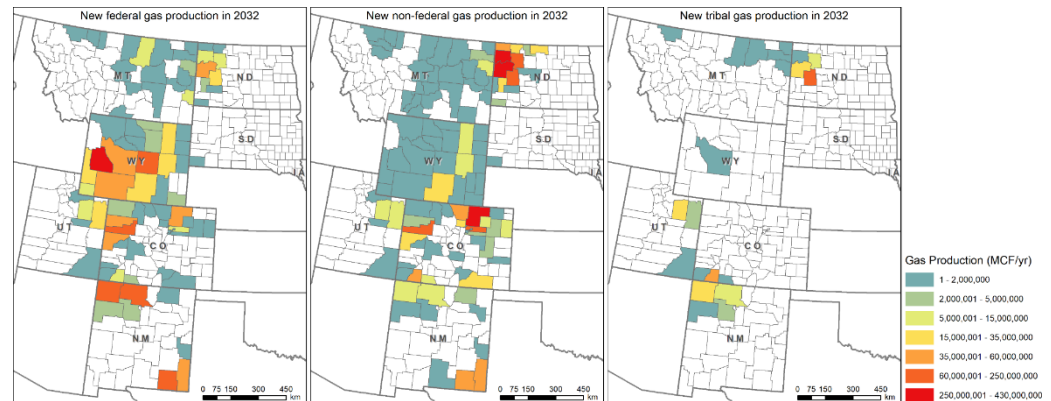 New federal gas production in 2032
MT
ND
SD
IA
WY
UT
CO
NM
0 75 150 300 450
km
New non-federal gas production in 2032
MT
ND
SD
IA
WY
UT
CO
NM
0 75 150 300 450
km
New tribal gas production in 2032
MT
ND
SD
IA
WY
UT
CO
NM
0 75 150 300 450
km
Gas Production (MCF/yr)
1 - 2,000,000
2,000,001 - 5,000,000
5,000,001 - 15,000,000
15,000,001 - 35,000,000
35,000,001 - 60,000,000
60,000,001 - 250,000,000
250,000,001 - 430,000,000